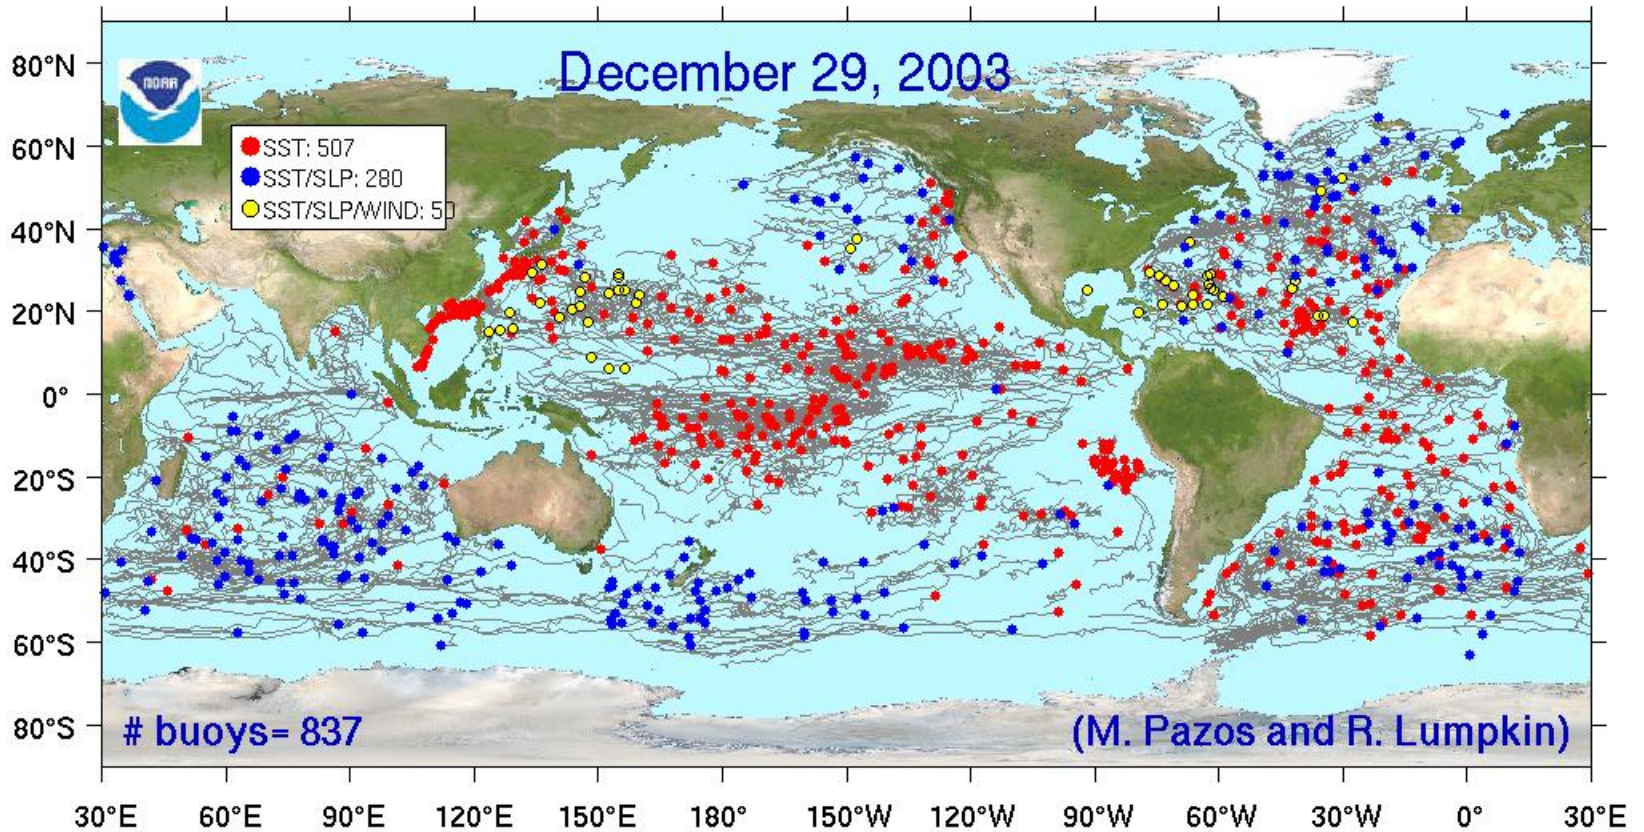 80°N
60°N
40°N
20°N
0°
20°S
40°S
60°S
80°S
NOAA
December 29, 2003
SST: 507
SST/SLP: 280
SST/SLP/WIND: 50
# buoys= 837
(M. Pazos and R. Lumpkin)
30°E 60°E 90°E 120°E 150°E 180° 150°W 120°W 90°W 60°W 30°W 0° 30°E